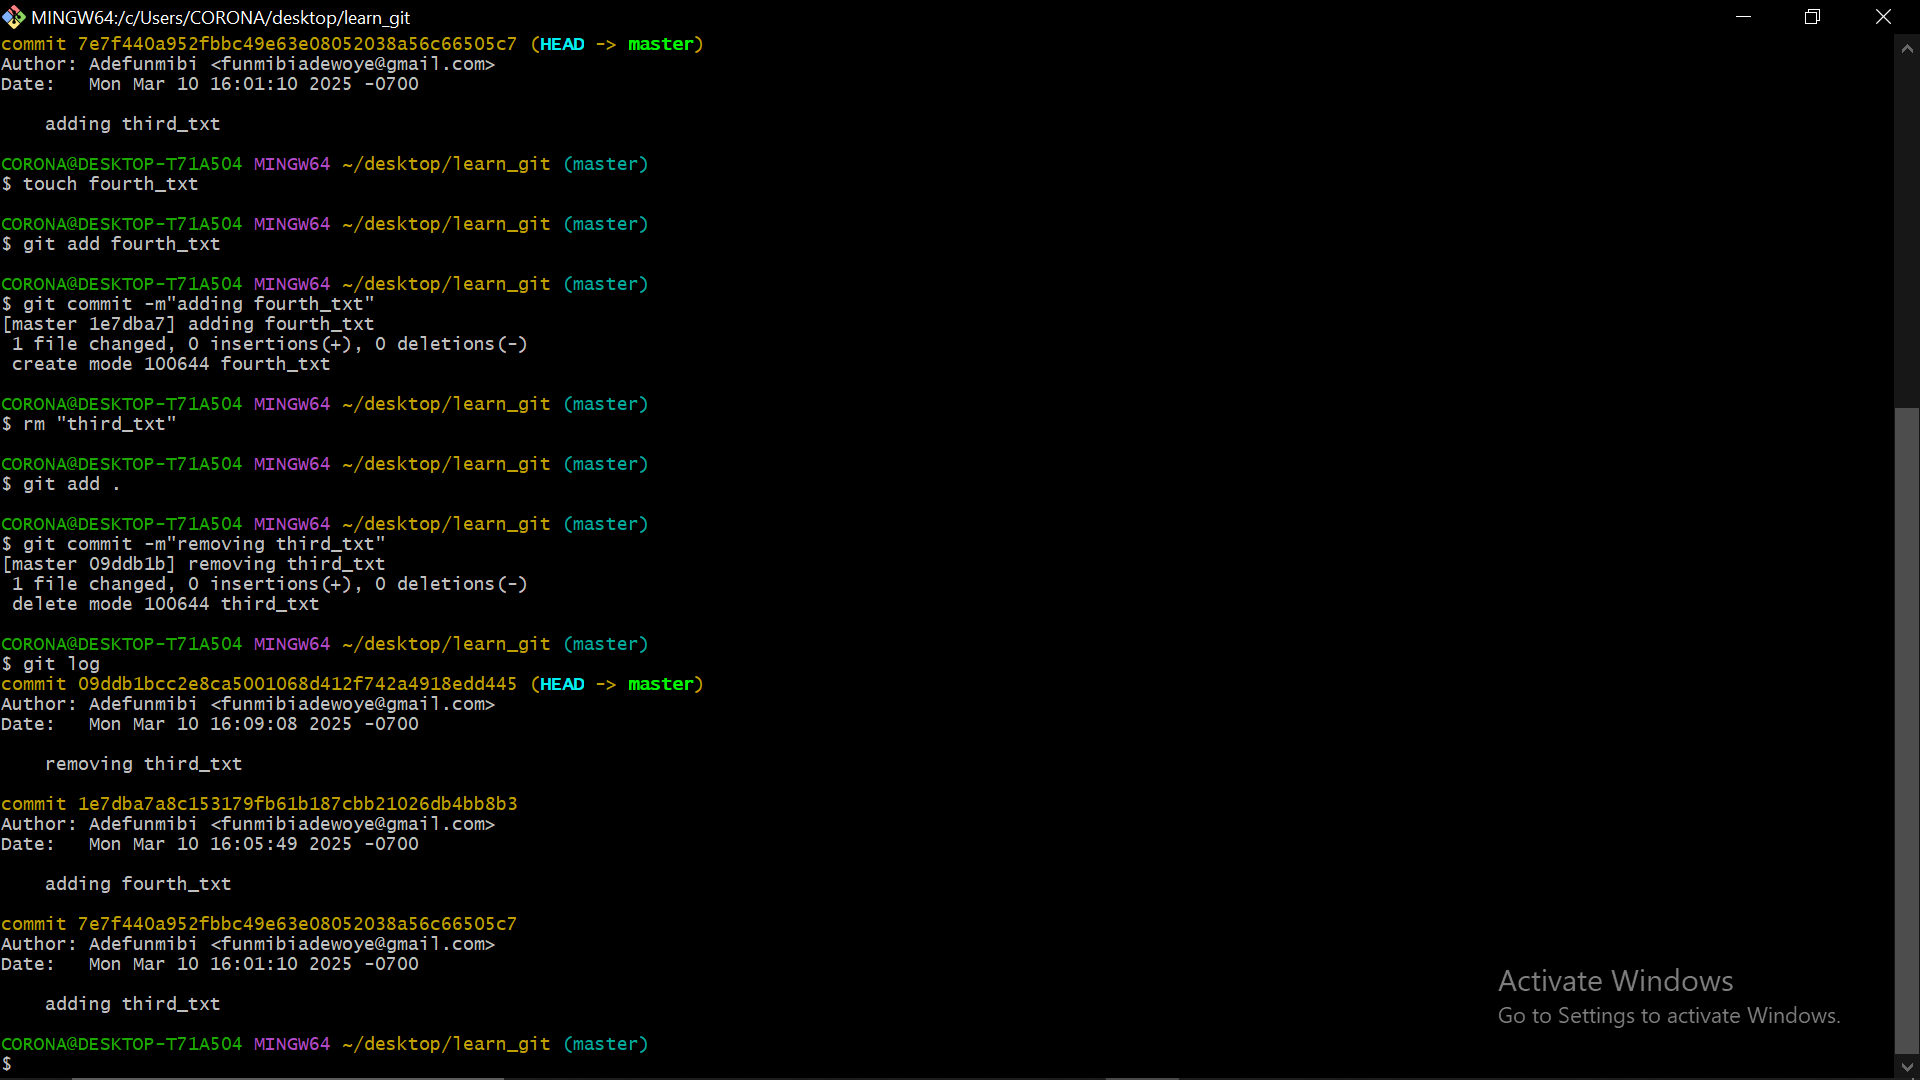 MINGW64:/c/Users/CORONA/desktop/learn_git
commit 7e7f440a952fbbc49e63e08052038a56c66505c7 (HEAD -> master)
Author: Adefunmibi <funmibiadewoye@gmail.com>
Date:   Mon Mar 10 16:01:10 2025 -0700

    adding third_txt

CORONA@DESKTOP-T71A504 MINGW64 ~/desktop/learn_git (master)
$ touch fourth_txt

CORONA@DESKTOP-T71A504 MINGW64 ~/desktop/learn_git (master)
$ git add fourth_txt

CORONA@DESKTOP-T71A504 MINGW64 ~/desktop/learn_git (master)
$ git commit -m"adding fourth_txt"
[master 1e7dba7] adding fourth_txt
 1 file changed, 0 insertions(+), 0 deletions(-)
 create mode 100644 fourth_txt

CORONA@DESKTOP-T71A504 MINGW64 ~/desktop/learn_git (master)
$ rm "third_txt"

CORONA@DESKTOP-T71A504 MINGW64 ~/desktop/learn_git (master)
$ git add .

CORONA@DESKTOP-T71A504 MINGW64 ~/desktop/learn_git (master)
$ git commit -m"removing third_txt"
[master 09ddb1b] removing third_txt
 1 file changed, 0 insertions(+), 0 deletions(-)
 delete mode 100644 third_txt

CORONA@DESKTOP-T71A504 MINGW64 ~/desktop/learn_git (master)
$ git log
commit 09ddb1bcc2e8ca5001068d412f742a4918edd445 (HEAD -> master)
Author: Adefunmibi <funmibiadewoye@gmail.com>
Date:   Mon Mar 10 16:09:08 2025 -0700

    removing third_txt

commit 1e7dba7a8c153179fb61b187cbb21026db4bb8b3
Author: Adefunmibi <funmibiadewoye@gmail.com>
Date:   Mon Mar 10 16:05:49 2025 -0700

    adding fourth_txt

commit 7e7f440a952fbbc49e63e08052038a56c66505c7
Author: Adefunmibi <funmibiadewoye@gmail.com>
Date:   Mon Mar 10 16:01:10 2025 -0700

    adding third_txt

CORONA@DESKTOP-T71A504 MINGW64 ~/desktop/learn_git (master)
$
Activate Windows
Go to Settings to activate Windows.